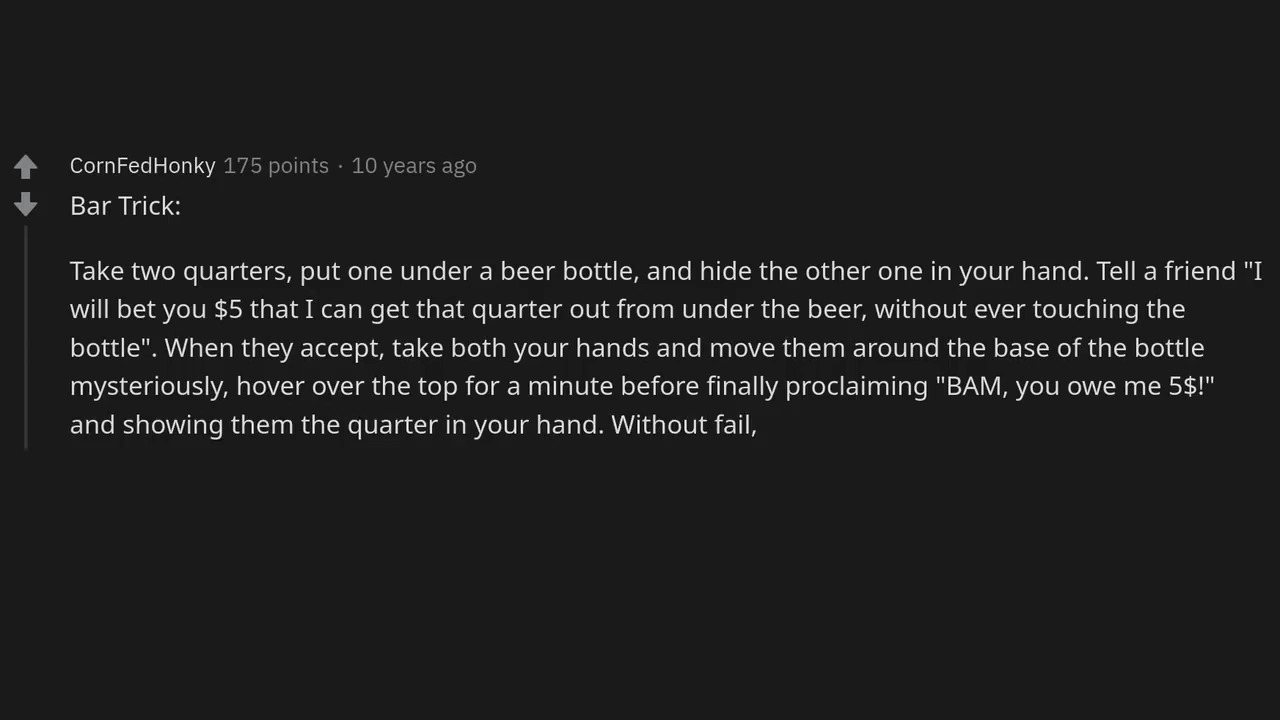 CornFedHonky 175 points · 10 years ago
Bar Trick:
Take two quarters, put one under a beer bottle, and hide the other one in your hand. Tell a friend "I
will bet you $5 that I can get that quarter out from under the beer, without ever touching the
bottle". When they accept, take both your hands and move them around the base of the bottle
mysteriously, hover over the top for a minute before finally proclaiming "BAM, you owe me 5$!"
and showing them the quarter in your hand. Without fail,